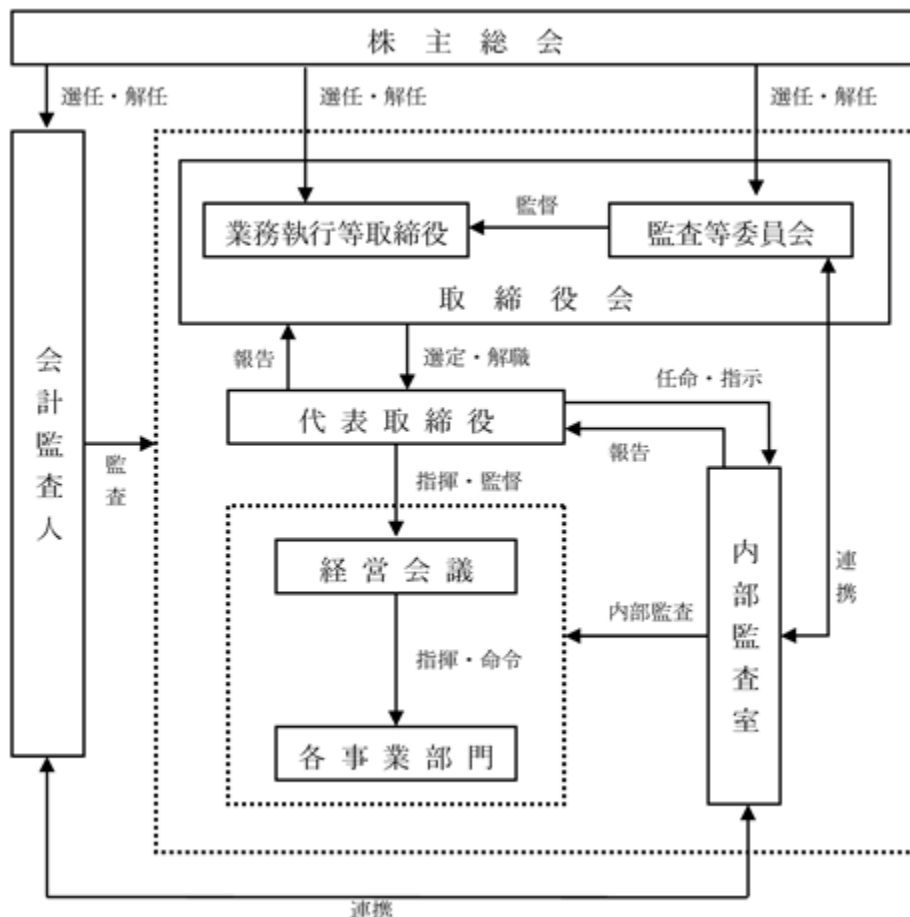 株主総会
選任・解任
選任・解任
選任・解任
監督
業務執行等取締役
監査等委員会
取締役会
報告
選定・解職
任命・指示
代表取締役
報告
会計監査人
監査
指揮・監督
経営会議
内部監査室
連携
内部監査
指揮・命令
各事業部門
連携